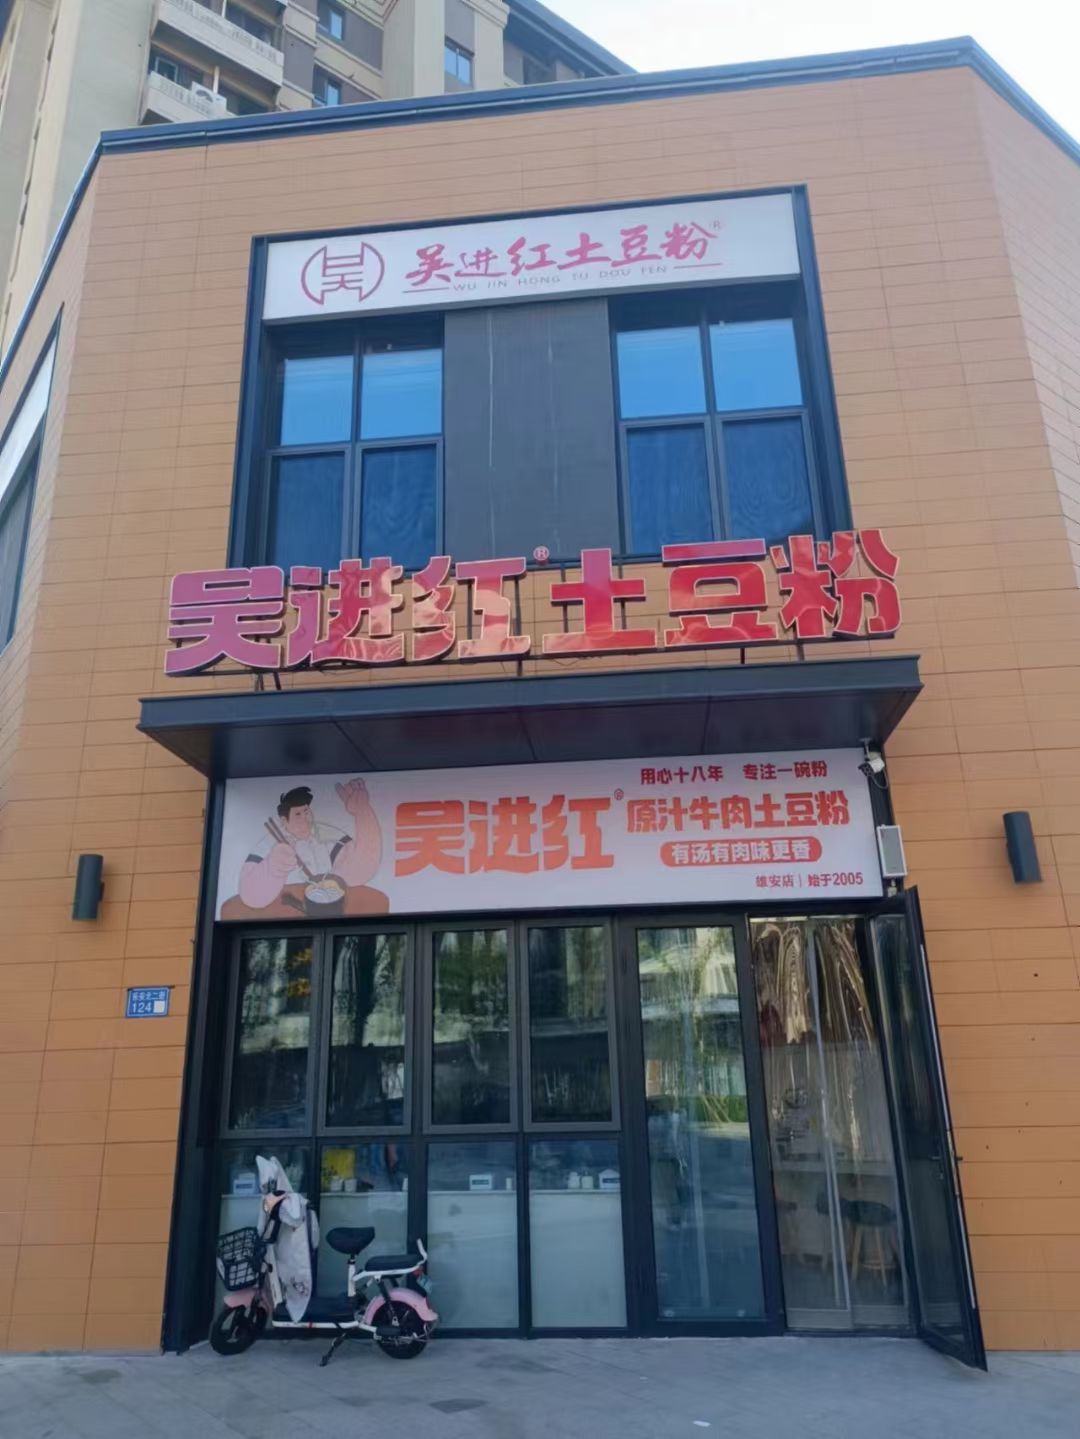 吴
吴进红土豆粉®
WU JIN HONG TU DOU FEN
吴进红®土豆粉
用心十八年 专注一碗粉
吴进红®
原汁牛肉土豆粉
有汤有肉味更香
雄安店|始于2005
124